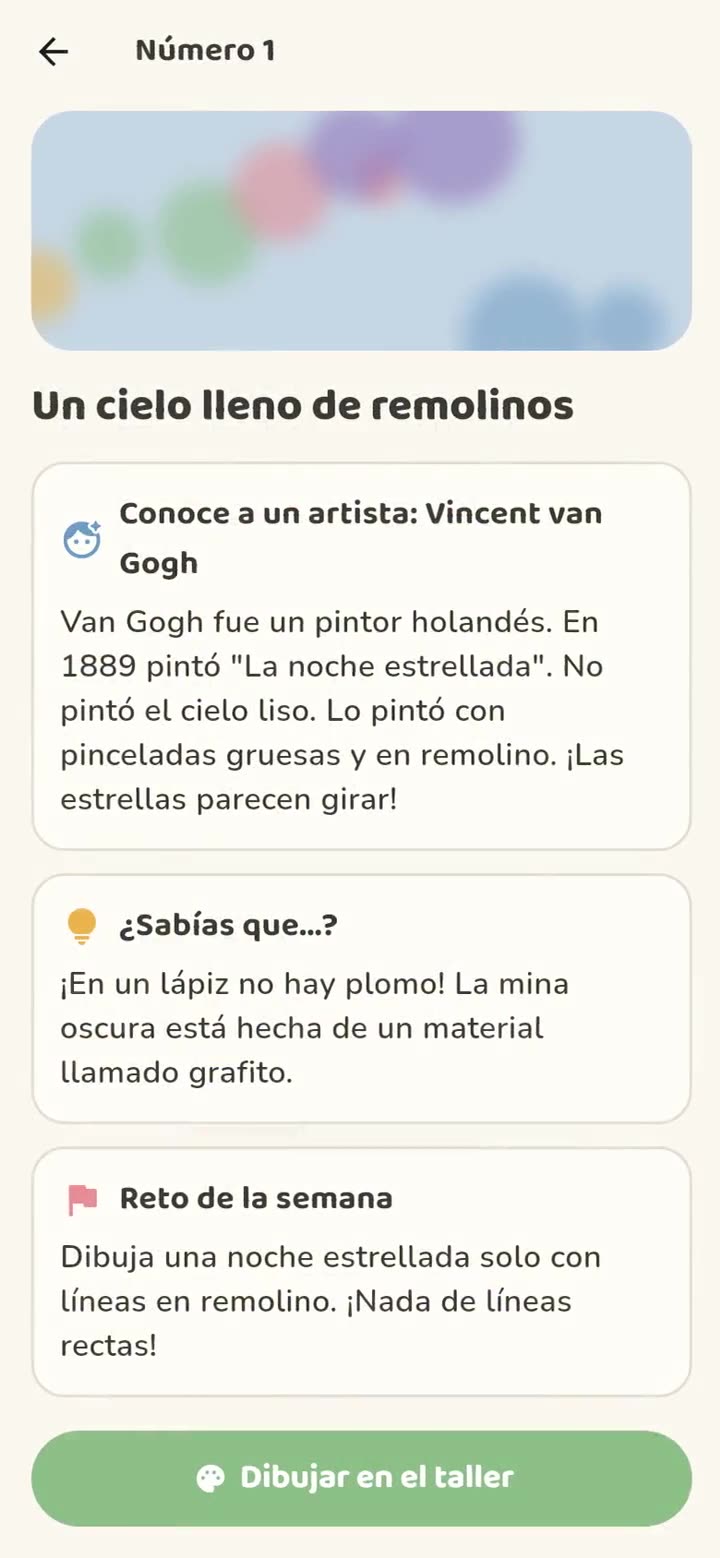 Número 1
Un cielo lleno de remolinos
Conoce a un artista: Vincent van
Gogh
Van Gogh fue un pintor holandés. En
1889 pintó "La noche estrellada". No
pintó el cielo liso. Lo pintó con
pinceladas gruesas y en remolino. ¡Las
estrellas parecen girar!
¿Sabías que...?
¡En un lápiz no hay plomo! La mina
oscura está hecha de un material
llamado grafito.
Reto de la semana
Dibuja una noche estrellada solo con
líneas en remolino. ¡Nada de líneas
rectas!
Dibujar en el taller